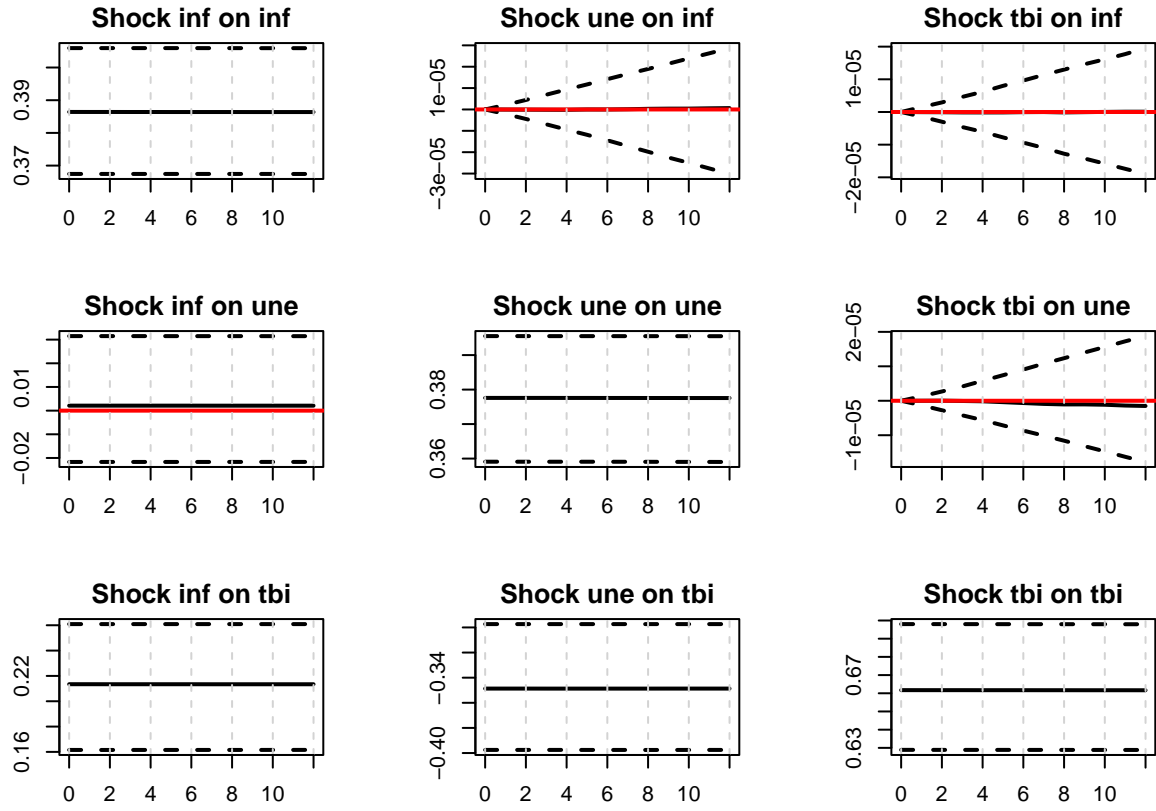 Shock inf on inf
0.39
0.37
0 2 4 6 8 10
Shock une on inf
1e−05
1e−05
−3e−05
0 2 4 6 8 10
Shock tbi on inf
1e−05
−2e−05
0 2 4 6 8 10
Shock inf on une
0.01
−0.02
0 2 4 6 8 10
Shock une on une
0.38
0.36
0 2 4 6 8 10
Shock tbi on une
2e−05
−1e−05
0 2 4 6 8 10
Shock inf on tbi
0.22
0.16
0 2 4 6 8 10
Shock une on tbi
−0.34
−0.40
0 2 4 6 8 10
Shock tbi on tbi
0.67
0.63
0 2 4 6 8 10